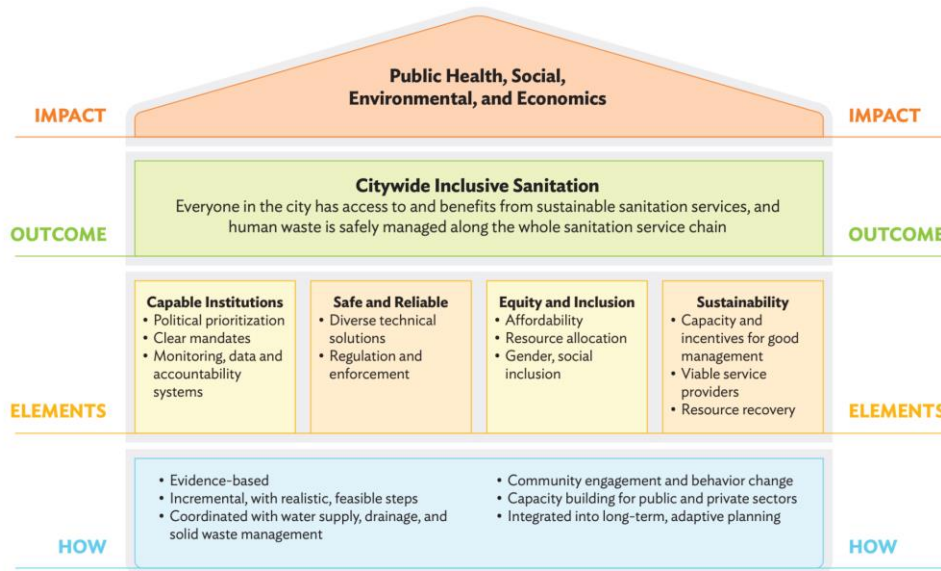 Public Health, Social,
Environmental, and Economics
IMPACT
IMPACT
Citywide Inclusive Sanitation
Everyone in the city has access to and benefits from sustainable sanitation services, and
human waste is safely managed along the whole sanitation service chain
OUTCOME
OUTCOME
Capable Institutions
• Political prioritization
• Clear mandates
• Monitoring, data and
accountability
systems
Safe and Reliable
• Diverse technical
solutions
• Regulation and
enforcement
Equity and Inclusion
• Affordability
• Resource allocation
• Gender, social
inclusion
Sustainability
• Capacity and
incentives for good
management
• Viable service
providers
• Resource recovery
ELEMENTS
ELEMENTS
• Evidence-based
• Incremental, with realistic, feasible steps
• Coordinated with water supply, drainage, and
solid waste management
• Community engagement and behavior change
• Capacity building for public and private sectors
• Integrated into long-term, adaptive planning
HOW
HOW